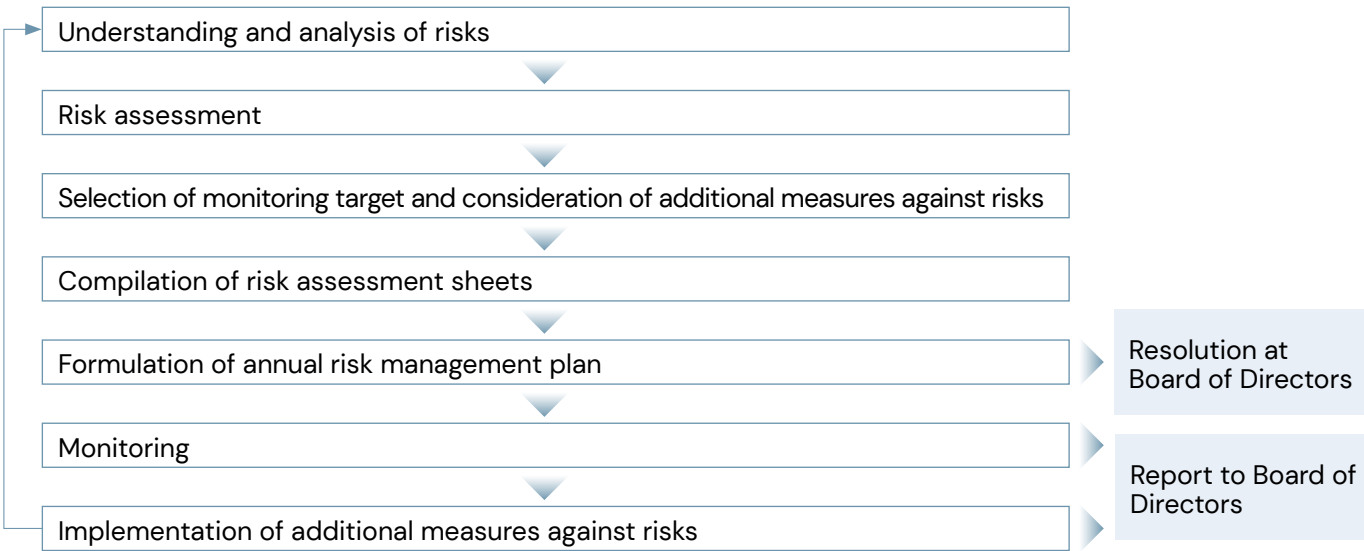 Understanding and analysis of risks
Risk assessment
Selection of monitoring target and consideration of additional measures against risks
Compilation of risk assessment sheets
Formulation of annual risk management plan
Resolution at
Board of Directors
Monitoring
Report to Board of
Directors
Implementation of additional measures against risks